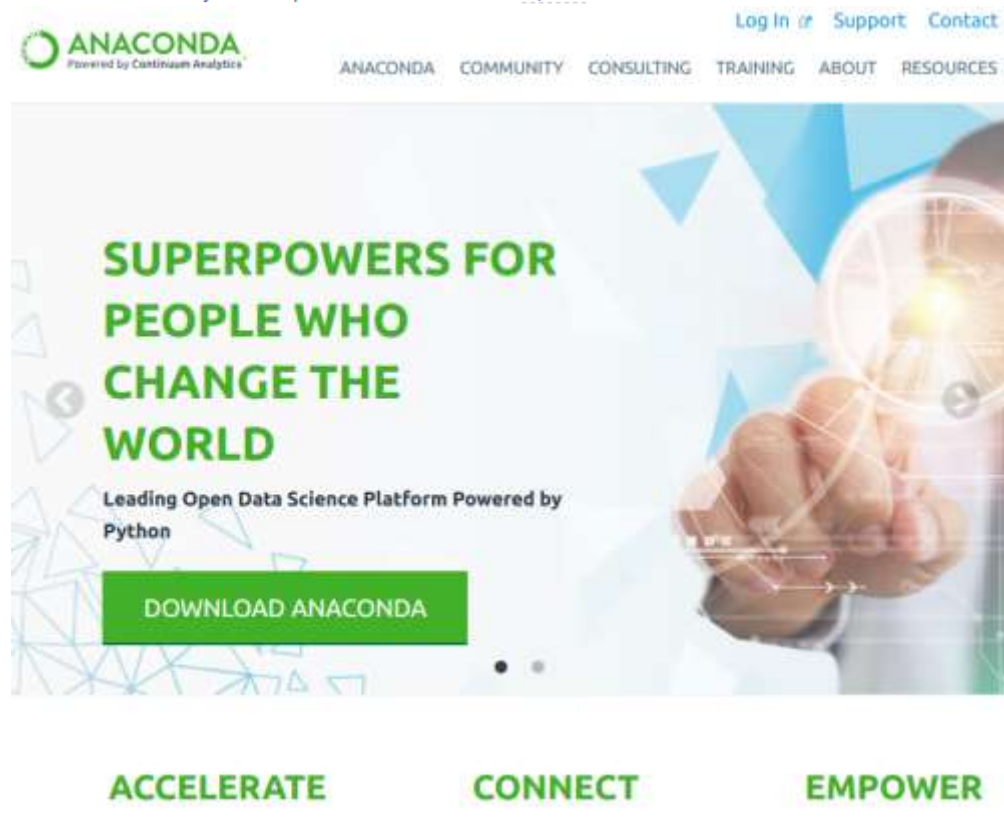 Log In Support Contact
ANACONDA
Powered by Continuum Analytics
ANACONDA COMMUNITY CONSULTING TRAINING ABOUT RESOURCES
SUPERPOWERS FOR
PEOPLE WHO
CHANGE THE
WORLD
Leading Open Data Science Platform Powered by
Python
DOWNLOAD ANACONDA
ACCELERATE CONNECT EMPOWER